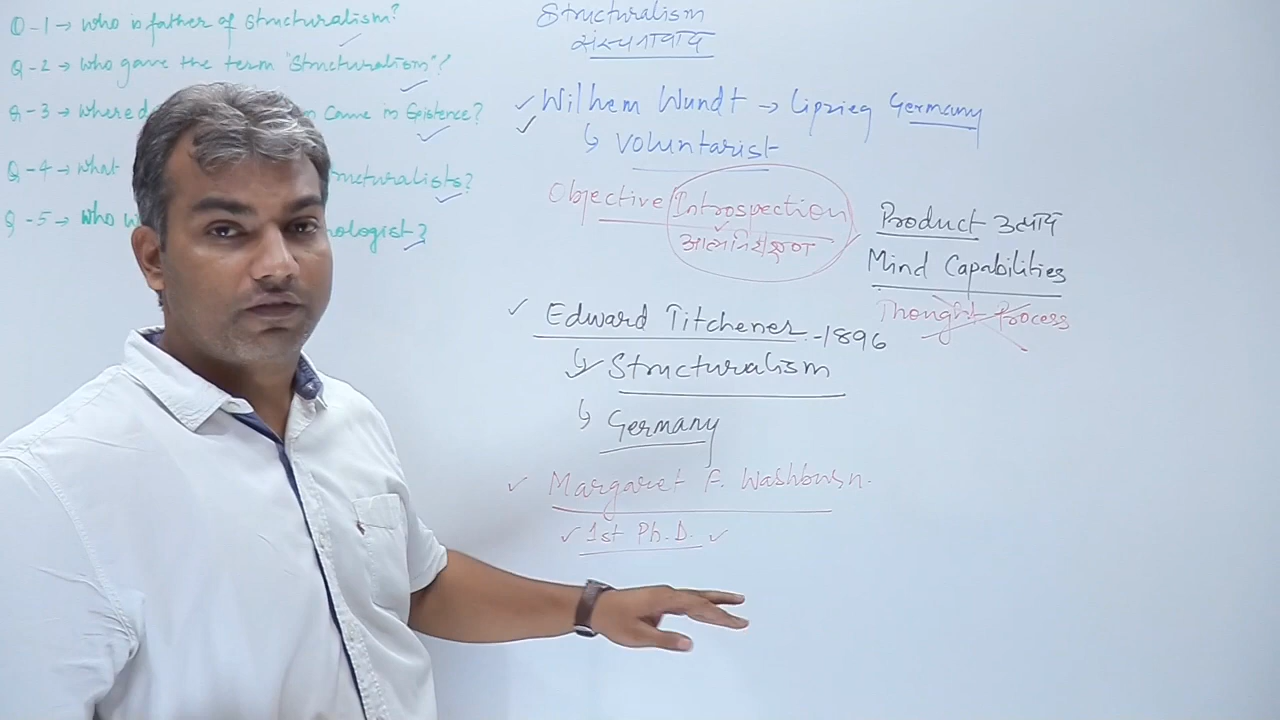 Q-1 → who is father of structuralism?
Q-2 → who gave the term "Structuralism"?
Q-3 → where d m Came in Existence?
Q-4 → what ructuralists?
Q-5 → who w hologist?
Structuralism
संरचनावाद
Wilhem Wundt → Lipzieg Germany
↳ Voluntarist
Objective Introspection
आत्मनिरीक्षण
Product उत्पाद
Mind Capabilities
Thought Process
Edward Titchener - 1896
↳ Structuralism
↳ Germany
Margaret F. Washburn.
1st Ph.D.